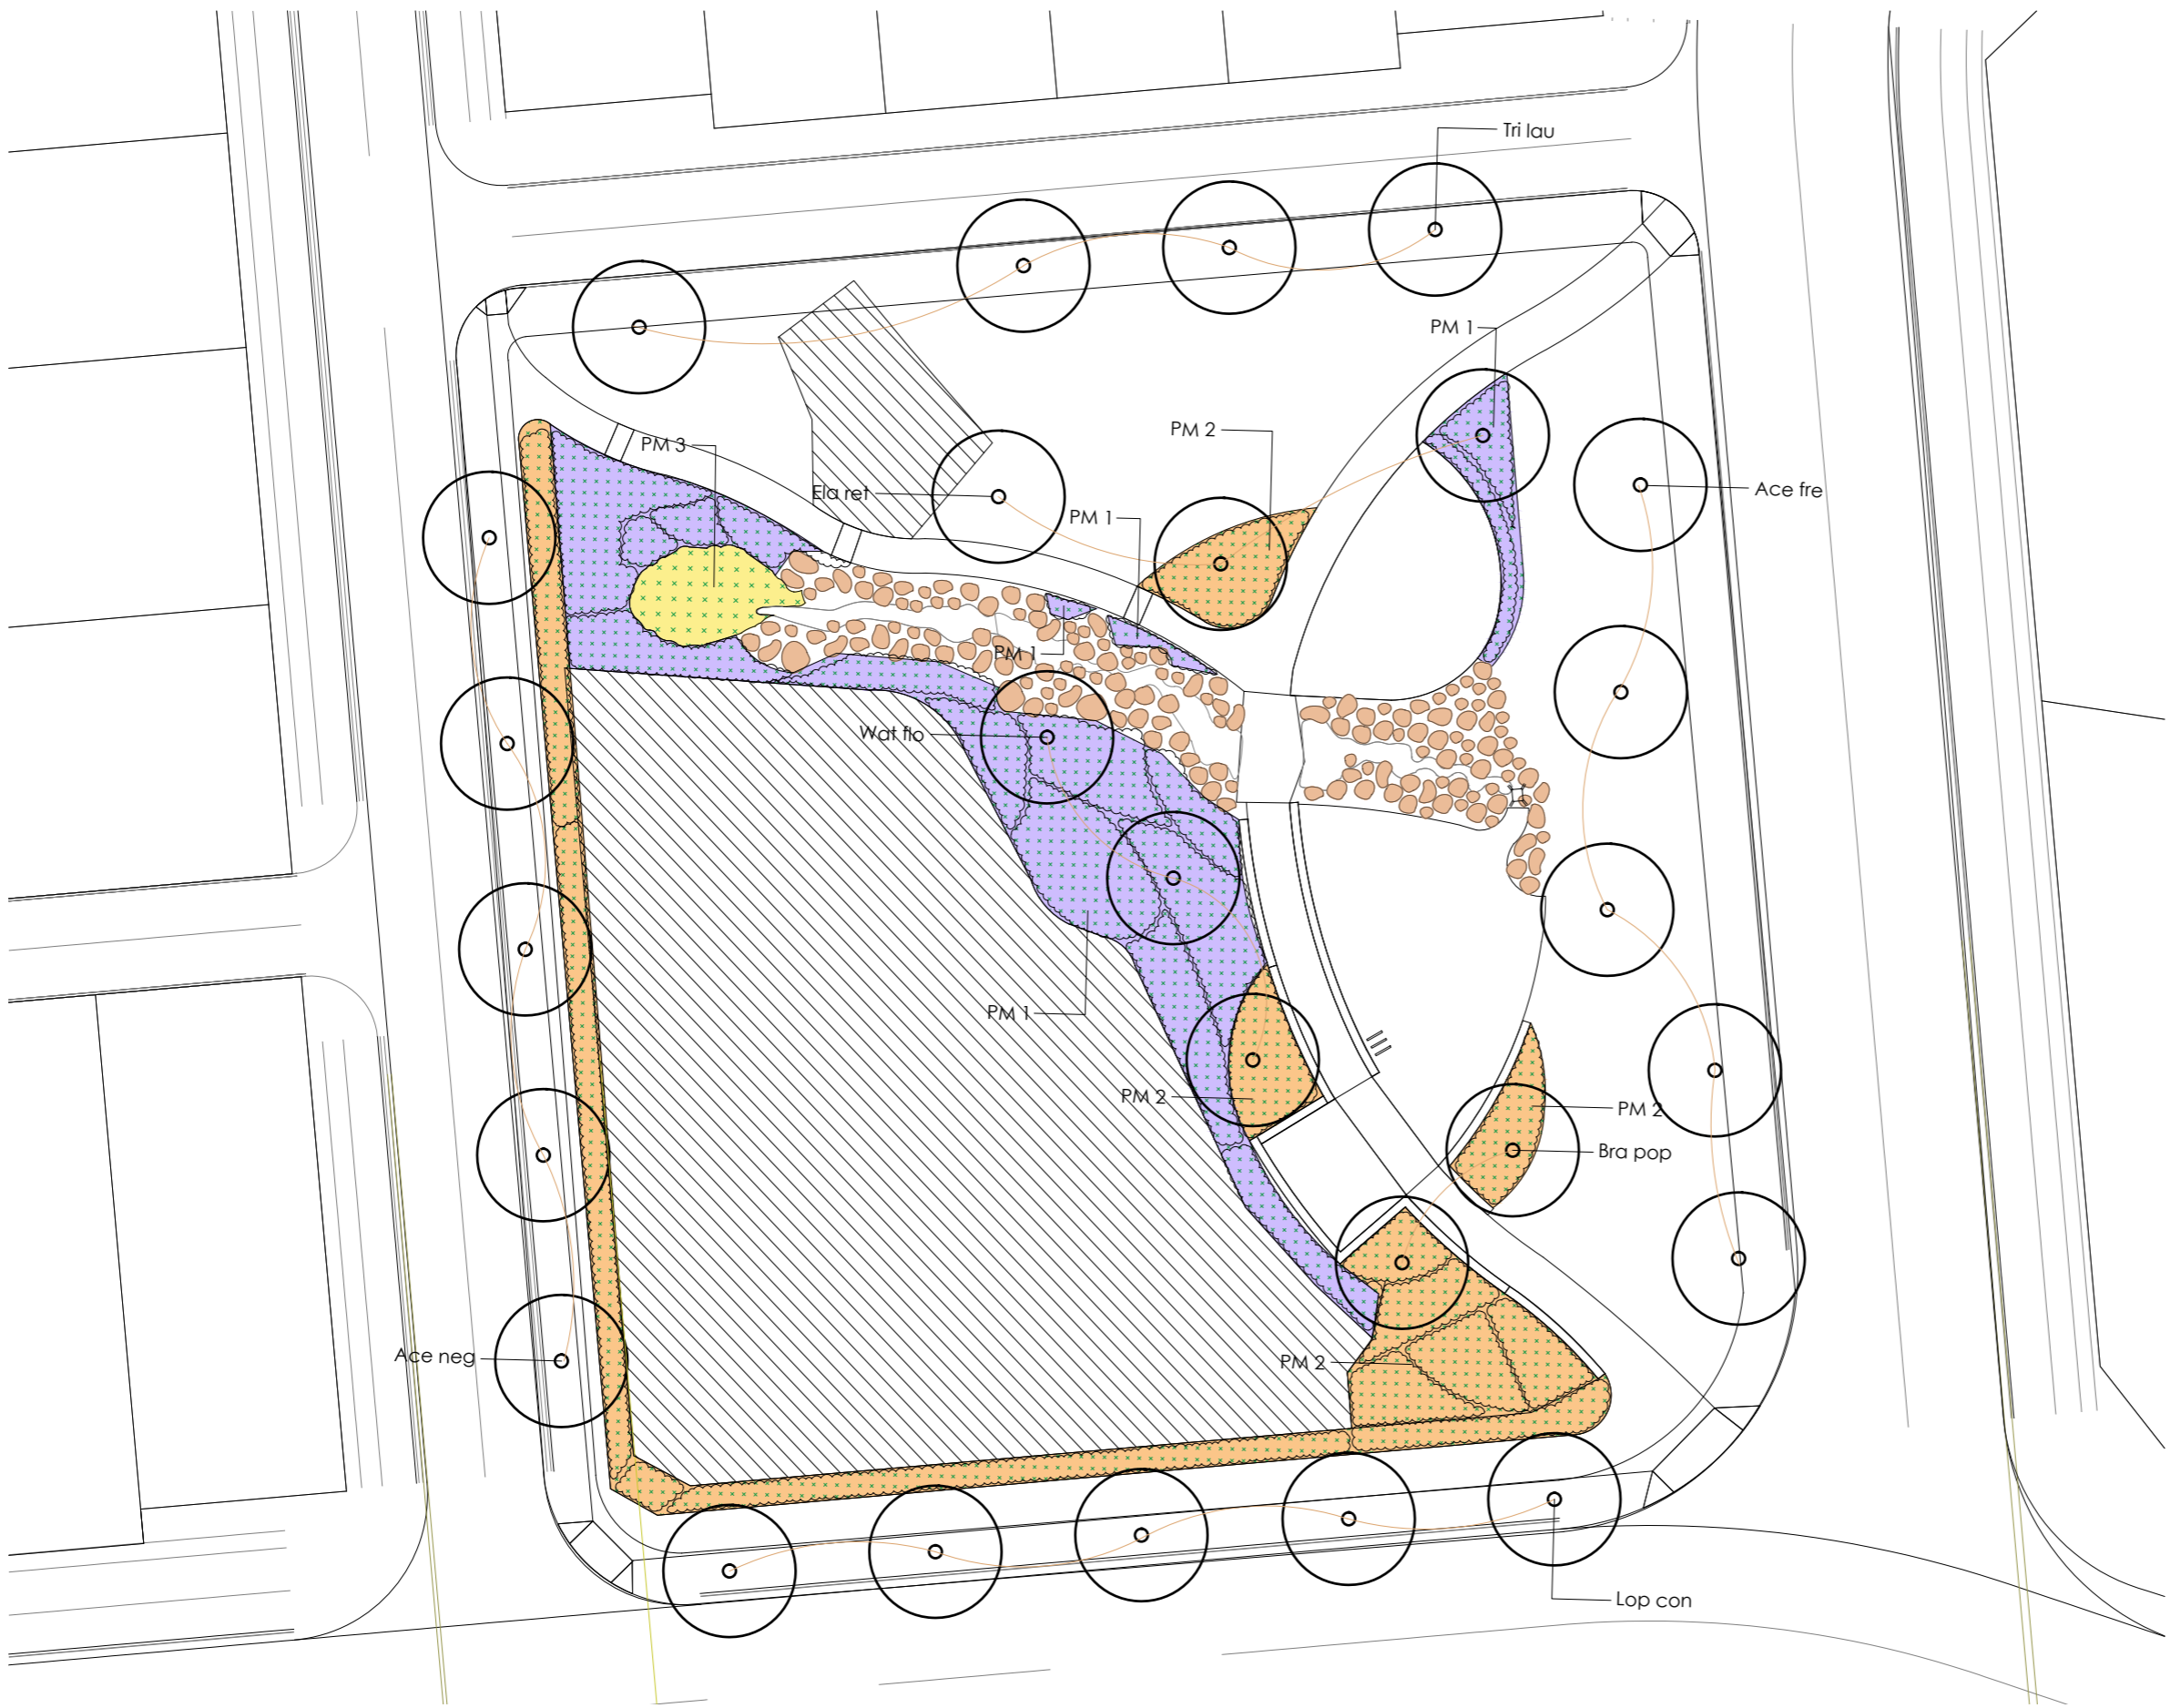 Tri lau
PM 1
PM 2
PM 3
Ela ret
Ace fre
PM 1
PM 1
Wat flo
PM 1
PM 2
PM 2
Bra pop
Ace neg
PM 2
Lop con